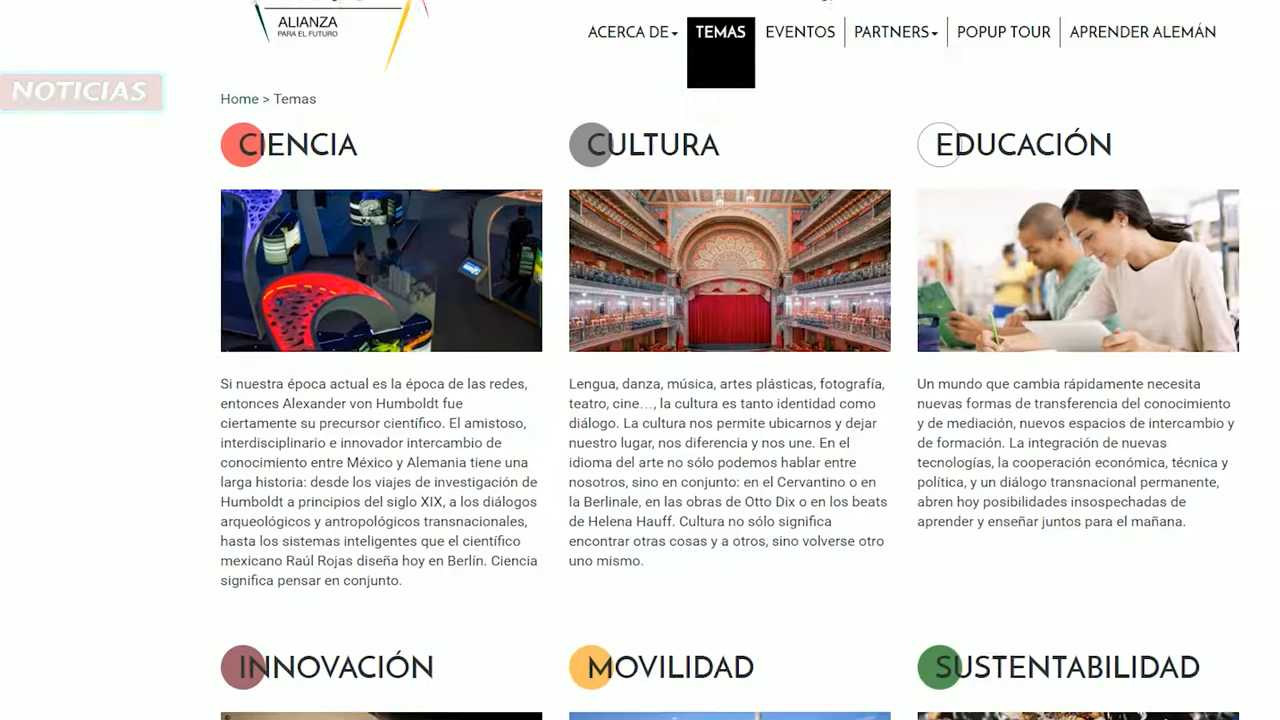 ALIANZA
PARA EL FUTURO
ACERCA DE
TEMAS
EVENTOS
PARTNERS
POPUP TOUR
APRENDER ALEMÁN
NOTICIAS
Home > Temas
CIENCIA
Si nuestra época actual es la época de las redes,
entonces Alexander von Humboldt fue
ciertamente su precursor científico. El amistoso,
interdisciplinario e innovador intercambio de
conocimiento entre México y Alemania tiene una
larga historia: desde los viajes de investigación de
Humboldt a principios del siglo XIX, a los diálogos
arqueológicos y antropológicos transnacionales,
hasta los sistemas inteligentes que el científico
mexicano Raúl Rojas diseña hoy en Berlín. Ciencia
significa pensar en conjunto.
CULTURA
Lengua, danza, música, artes plásticas, fotografía,
teatro, cine…, la cultura es tanto identidad como
diálogo. La cultura nos permite ubicarnos y dejar
nuestro lugar, nos diferencia y nos une. En el
idioma del arte no sólo podemos hablar entre
nosotros, sino en conjunto: en el Cervantino o en
la Berlinale, en las obras de Otto Dix o en los beats
de Helena Hauff. Cultura no sólo significa
encontrar otras cosas y a otros, sino volverse otro
uno mismo.
EDUCACIÓN
Un mundo que cambia rápidamente necesita
nuevas formas de transferencia del conocimiento
y de mediación, nuevos espacios de intercambio y
de formación. La integración de nuevas
tecnologías, la cooperación económica, técnica y
política, y un diálogo transnacional permanente,
abren hoy posibilidades insospechadas de
aprender y enseñar juntos para el mañana.
INNOVACIÓN
MOVILIDAD
SUSTENTABILIDAD